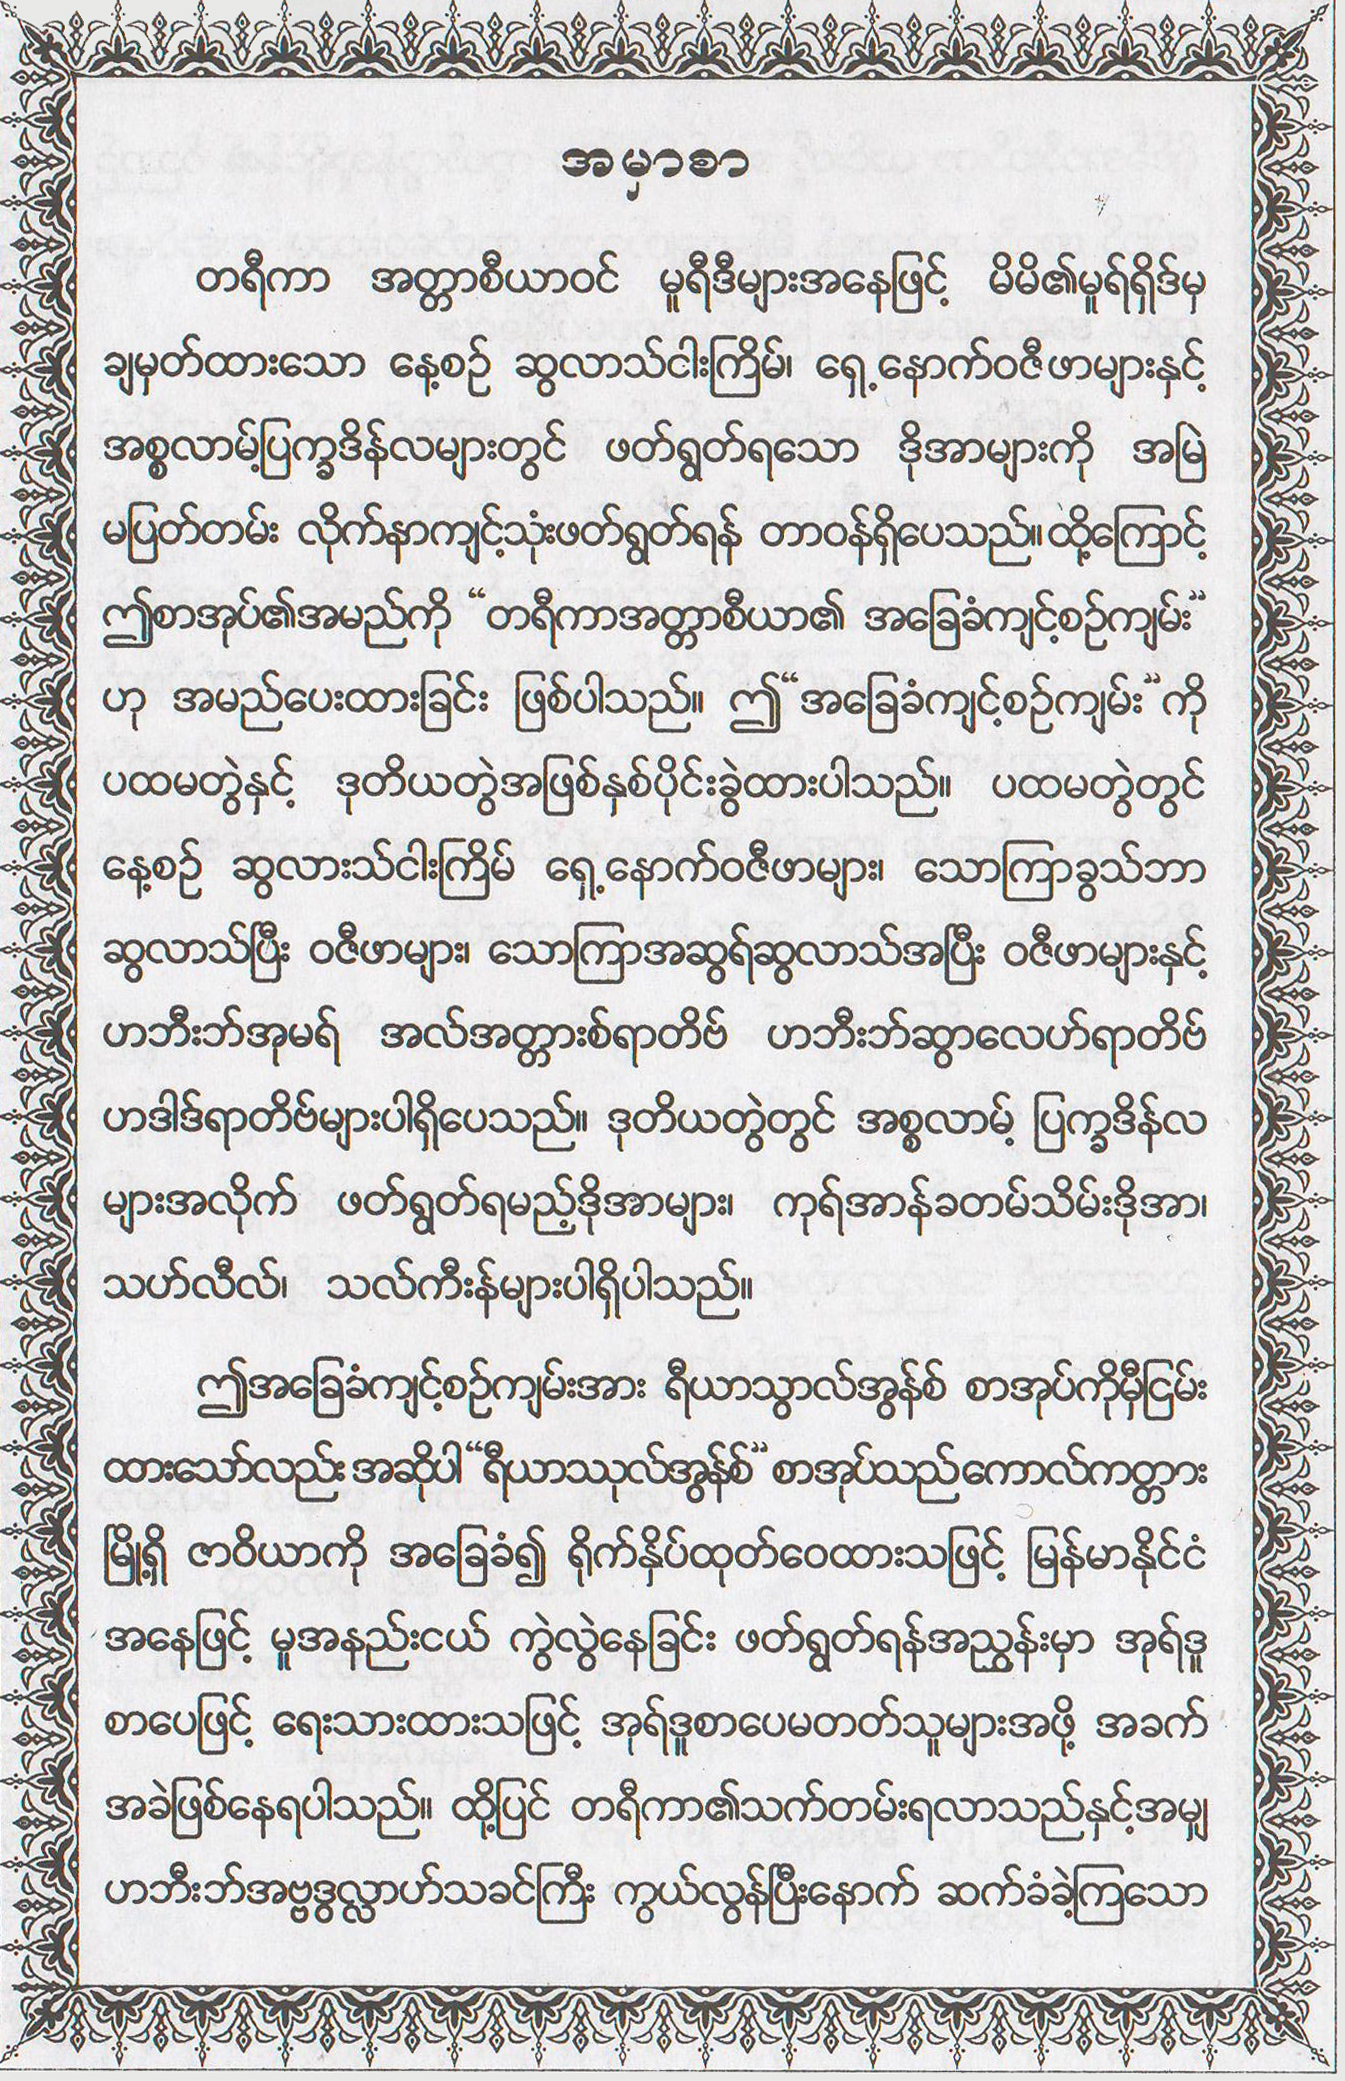 အမှာစာ
တရီကာ အတ္တာစီယာဝင် မူရီဒီများအနေဖြင့် မိမိ၏မူရ်ရှိဒ်မှ
ချမှတ်ထားသော နေ့စဉ် ဆွလာသ်ငါးကြိမ်၊ ရှေ့နောက်ဝဇီဖာများနှင့်
အစ္စလာမ့်ပြက္ခဒိန်လများတွင် ဖတ်ရွတ်ရသော ဒိုအာများကို အမြဲ
မပြတ်တမ်း လိုက်နာကျင့်သုံးဖတ်ရွတ်ရန် တာဝန်ရှိပေသည်။ ထို့ကြောင့်
ဤစာအုပ်၏အမည်ကို “တရီကာအတ္တာစီယာ၏ အခြေခံကျင့်စဉ်ကျမ်း”
ဟု အမည်ပေးထားခြင်း ဖြစ်ပါသည်။ ဤ“အခြေခံကျင့်စဉ်ကျမ်း”ကို
ပထမတွဲနှင့် ဒုတိယတွဲအဖြစ်နှစ်ပိုင်းခွဲထားပါသည်။ ပထမတွဲတွင်
နေ့စဉ် ဆွလားသ်ငါးကြိမ် ရှေ့နောက်ဝဇီဖာများ၊ သောကြာခွသ်ဘာ
ဆွလာသ်ပြီး ဝဇီဖာများ၊ သောကြာအဆွရ်ဆွလာသ်အပြီး ဝဇီဖာများနှင့်
ဟဘီးဘ်အုမရ် အလ်အတ္တားစ်ရာတိဗ် ဟဘီးဘ်ဆွာလေဟ်ရာတိဗ်
ဟဒါဒ်ရာတိဗ်များပါရှိပေသည်။ ဒုတိယတွဲတွင် အစ္စလာမ့် ပြက္ခဒိန်လ
များအလိုက် ဖတ်ရွတ်ရမည့်ဒိုအာများ၊ ကုရ်အာန်ခတမ်သိမ်းဒိုအာ၊
သဟ်လီလ်၊ သလ်ကီးန်များပါရှိပါသည်။
ဤအခြေခံကျင့်စဉ်ကျမ်းအား ရီယာသွာလ်အွန်စ် စာအုပ်ကိုမှီငြမ်း
ထားသော်လည်း အဆိုပါ “ရီယာဿုလ်အွန်စ်” စာအုပ်သည်ကောလ်ကတ္တား
မြို့ရှိ ဇာဝိယာကို အခြေခံ၍ ရိုက်နှိပ်ထုတ်ဝေထားသဖြင့် မြန်မာနိုင်ငံ
အနေဖြင့် မူအနည်းငယ် ကွဲလွဲနေခြင်း ဖတ်ရွတ်ရန်အညွှန်းမှာ အုရ်ဒူ
စာပေဖြင့် ရေးသားထားသဖြင့် အုရ်ဒူစာပေမတတ်သူများအဖို့ အခက်
အခဲဖြစ်နေရပါသည်။ ထို့ပြင် တရီကာ၏သက်တမ်းရလာသည်နှင့်အမျှ
ဟဘီးဘ်အဗ္ဗဒွလ္လာဟ်သခင်ကြီး ကွယ်လွန်ပြီးနောက် ဆက်ခံခဲ့ကြသော